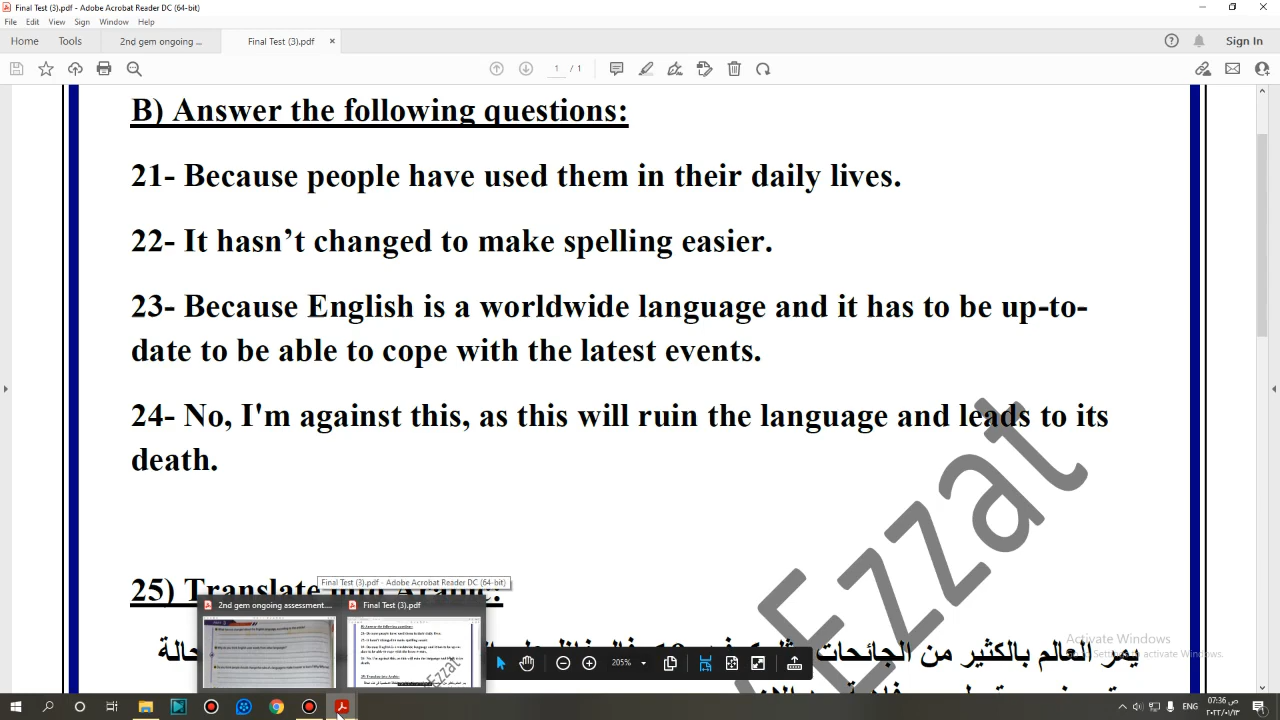 Final Test (3).pdf - Adobe Acrobat Reader DC (64-bit)
File Edit View Sign Window Help
Home Tools 2nd gem ongoing ... Final Test (3).pdf × Sign In
1 / 1
B) Answer the following questions:
21- Because people have used them in their daily lives.
22- It hasn’t changed to make spelling easier.
23- Because English is a worldwide language and it has to be up-to-
date to be able to cope with the latest events.
24- No, I'm against this, as this will ruin the language and leads to its
death.
Ezzat
25) Translate into Arabic:
Final Test (3).pdf - Adobe Acrobat Reader DC (64-bit)
2nd gem ongoing assessment.... Final Test (3).pdf
يمر العالم بالكثير من الجائحات
حالة
205%
Activate Windows
activate Windows.
ENG
07:36 ص